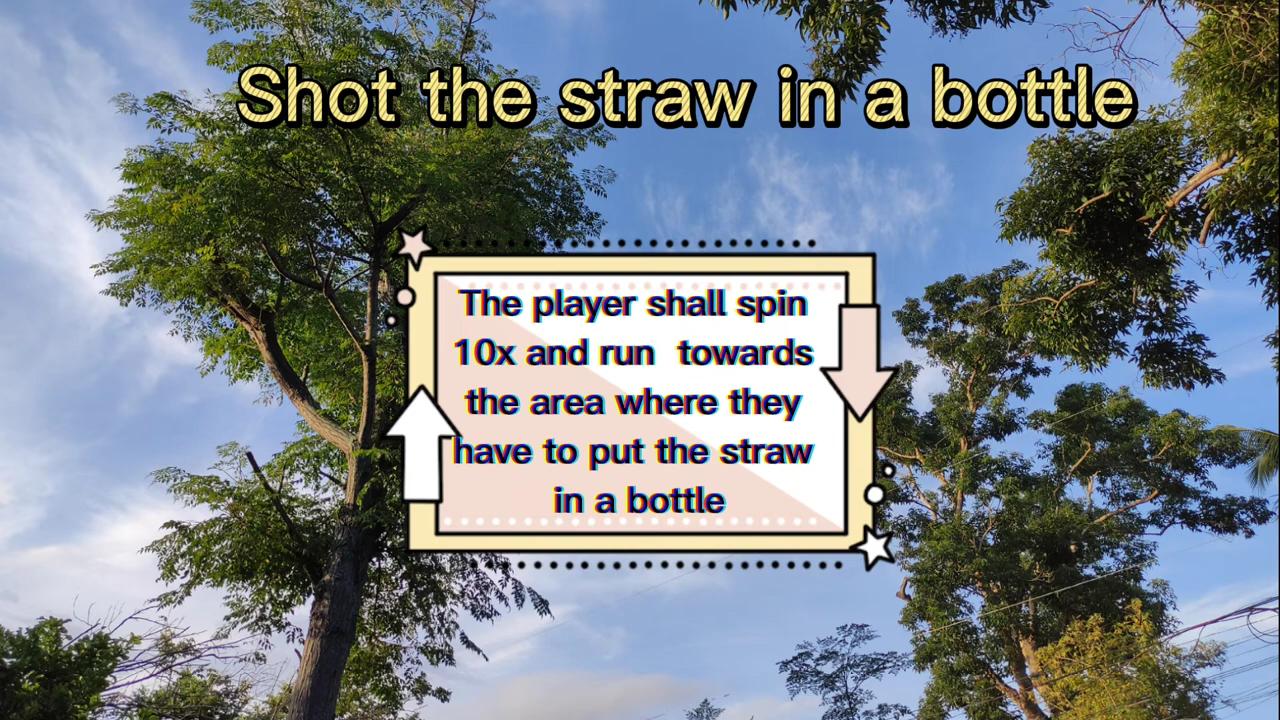 Shot the straw in a bottle
The player shall spin
10x and run towards
the area where they
have to put the straw
in a bottle